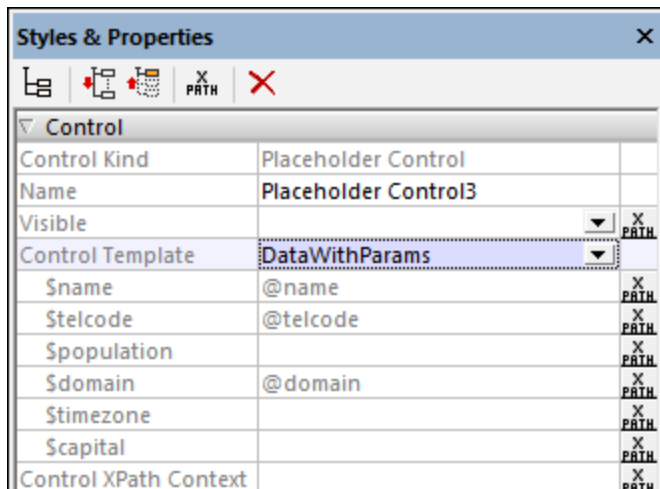 Styles & Properties
X PATH
Control
Control Kind Placeholder Control
Name Placeholder Control3
Visible X PATH
Control Template DataWithParams
$name @name X PATH
$telcode @telcode X PATH
$population X PATH
$domain @domain X PATH
$timezone X PATH
$capital X PATH
Control XPath Context X PATH